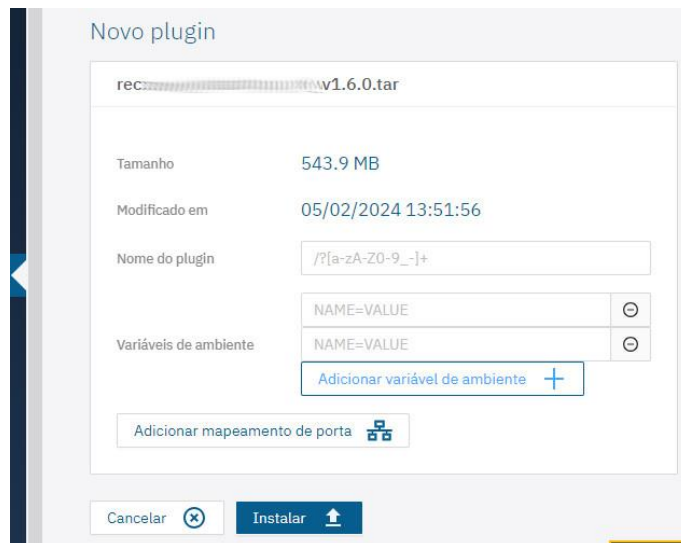 Novo plugin
rec v1.6.0.tar
Tamanho 543.9 MB
Modificado em 05/02/2024 13:51:56
Nome do plugin /?[a-zA-Z0-9_-]+
NAME=VALUE
Variáveis de ambiente NAME=VALUE
Adicionar variável de ambiente
Adicionar mapeamento de porta
Cancelar Instalar